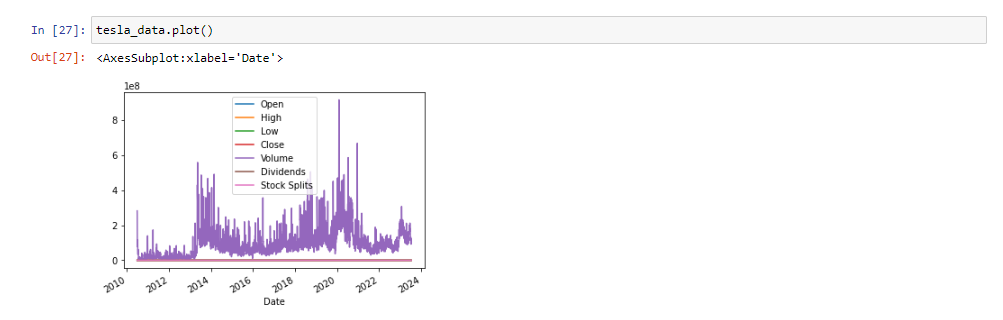 In [27]: tesla_data.plot()
Out[27]: <AxesSubplot:xlabel='Date'>
1e8
Open
High
Low
Close
Volume
Dividends
Stock Splits
8
6
4
2
0
2010 2012 2014 2016 2018 2020 2022 2024
Date